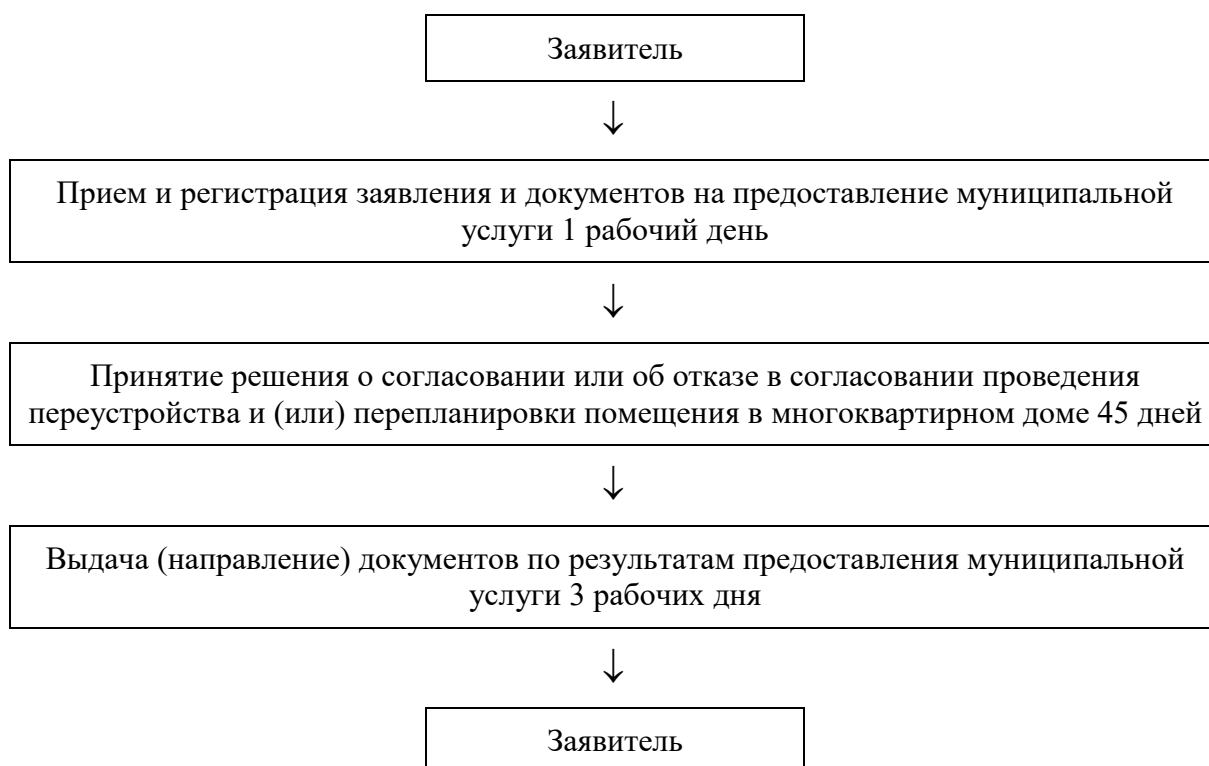 Заявитель
↓
Прием и регистрация заявления и документов на предоставление муниципальной
услуги 1 рабочий день
↓
Принятие решения о согласовании или об отказе в согласовании проведения
переустройства и (или) перепланировки помещения в многоквартирном доме 45 дней
↓
Выдача (направление) документов по результатам предоставления муниципальной
услуги 3 рабочих дня
↓
Заявитель